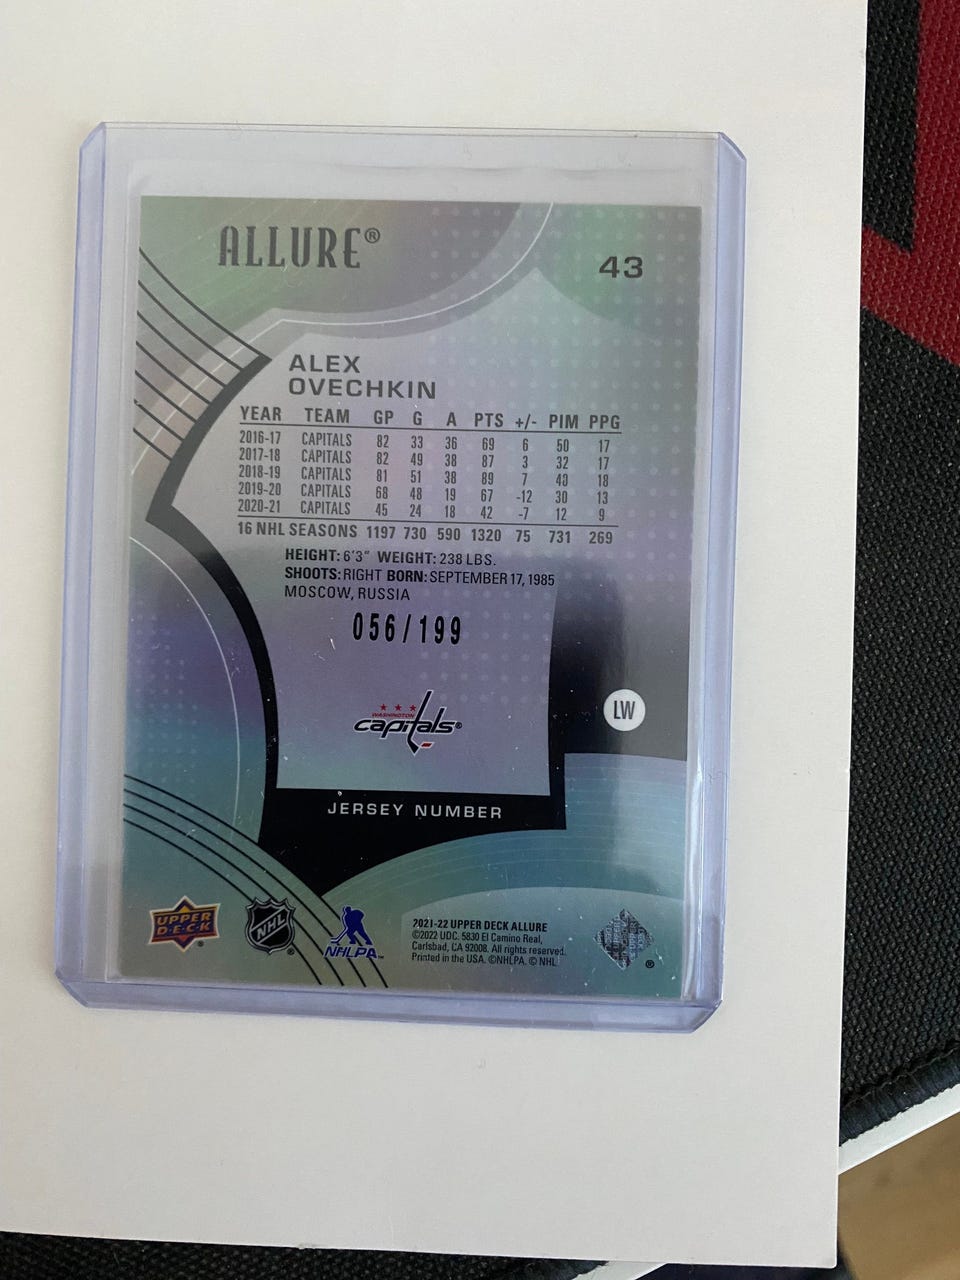 ALLURE®
43
ALEX
OVECHKIN
YEAR TEAM GP G A PTS +/- PIM PPG
2016-17 CAPITALS 82 33 36 69 6 50 17
2017-18 CAPITALS 82 49 38 87 3 32 17
2018-19 CAPITALS 81 51 38 89 7 40 18
2019-20 CAPITALS 68 48 19 67 -12 30 13
2020-21 CAPITALS 45 24 18 42 -7 12 9
16 NHL SEASONS 1197 730 590 1320 75 731 269
HEIGHT: 6'3" WEIGHT: 238 LBS.
SHOOTS: RIGHT BORN: SEPTEMBER 17, 1985
MOSCOW, RUSSIA
056/199
LW
WASHINGTON
capitals®
JERSEY NUMBER
UPPER
D·E·C·K
®
NHL
®
NHLPA™
2021-22 UPPER DECK ALLURE
©2022 UDC. 5830 El Camino Real,
Carlsbad, CA 92008. All rights reserved.
Printed in the USA. ©NHLPA. © NHL.
®